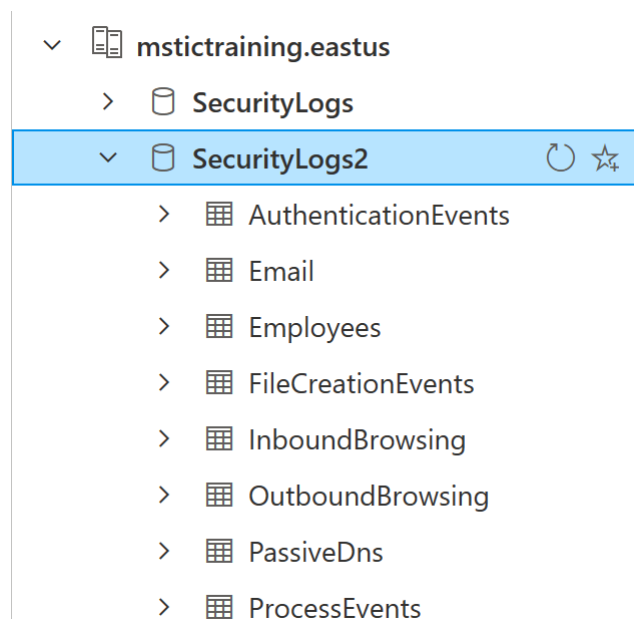 mstictraining.eastus
SecurityLogs
SecurityLogs2
AuthenticationEvents
Email
Employees
FileCreationEvents
InboundBrowsing
OutboundBrowsing
PassiveDns
ProcessEvents